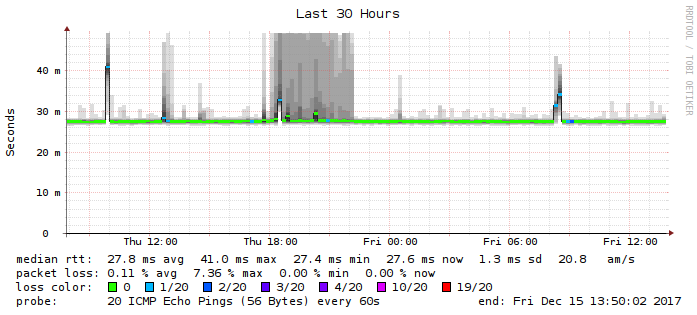 Last 30 Hours
RRDTOOL / TOBI OETIKER
Seconds
40 m
30 m
20 m
10 m
0
Thu 12:00 Thu 18:00 Fri 00:00 Fri 06:00 Fri 12:00
median rtt: 27.8 ms avg 41.0 ms max 27.4 ms min 27.6 ms now 1.3 ms sd 20.8 am/s
packet loss: 0.11 % avg 7.36 % max 0.00 % min 0.00 % now
loss color: 0 1/20 2/20 3/20 4/20 10/20 19/20
probe: 20 ICMP Echo Pings (56 Bytes) every 60s end: Fri Dec 15 13:50:02 2017